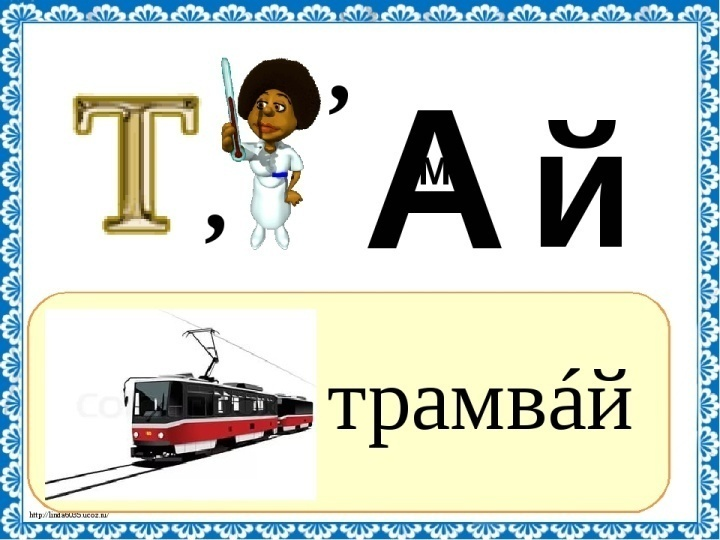 Т , ’ А м й
трамва́й
http://linda6035.ucoz.ru/